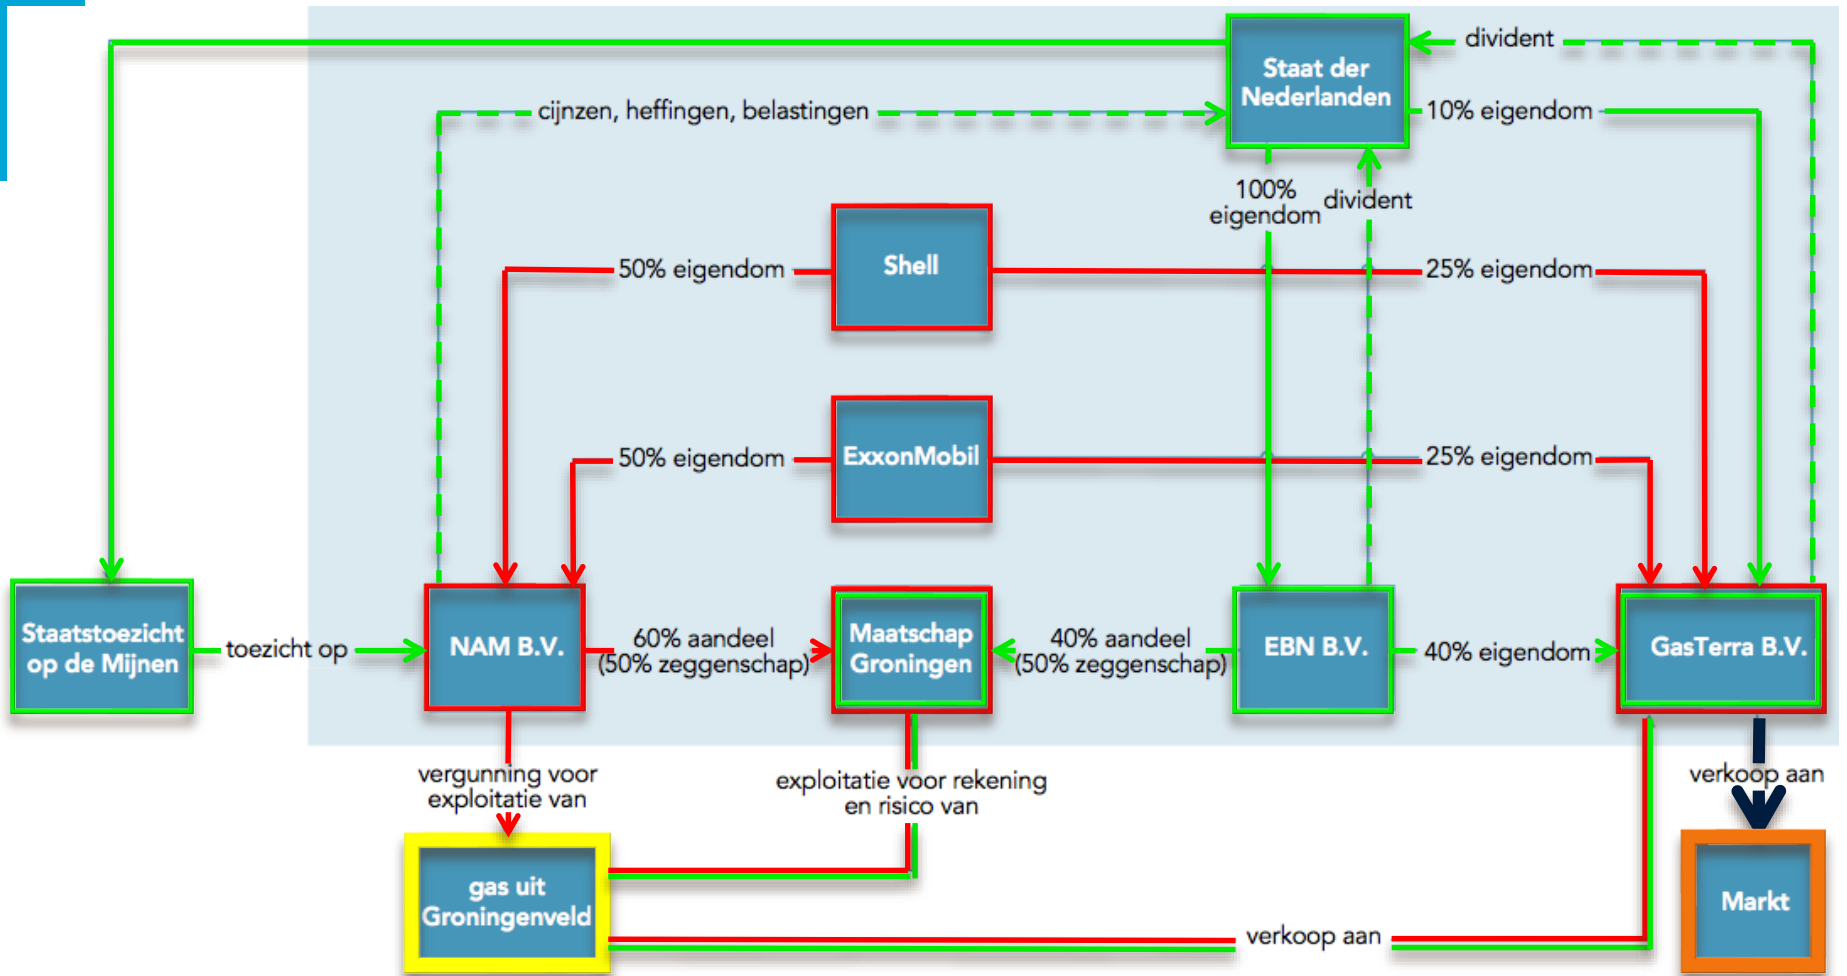 divident
Staat der
Nederlanden
cijnzen, heffingen, belastingen
10% eigendom
100%
eigendom
divident
50% eigendom
Shell
25% eigendom
50% eigendom
ExxonMobil
25% eigendom
Staatstoezicht
op de Mijnen
toezicht op
NAM B.V.
60% aandeel
(50% zeggenschap)
Maatschap
Groningen
40% aandeel
(50% zeggenschap)
EBN B.V.
40% eigendom
GasTerra B.V.
vergunning voor
exploitatie van
exploitatie voor rekening
en risico van
verkoop aan
gas uit
Groningenveld
Markt
verkoop aan